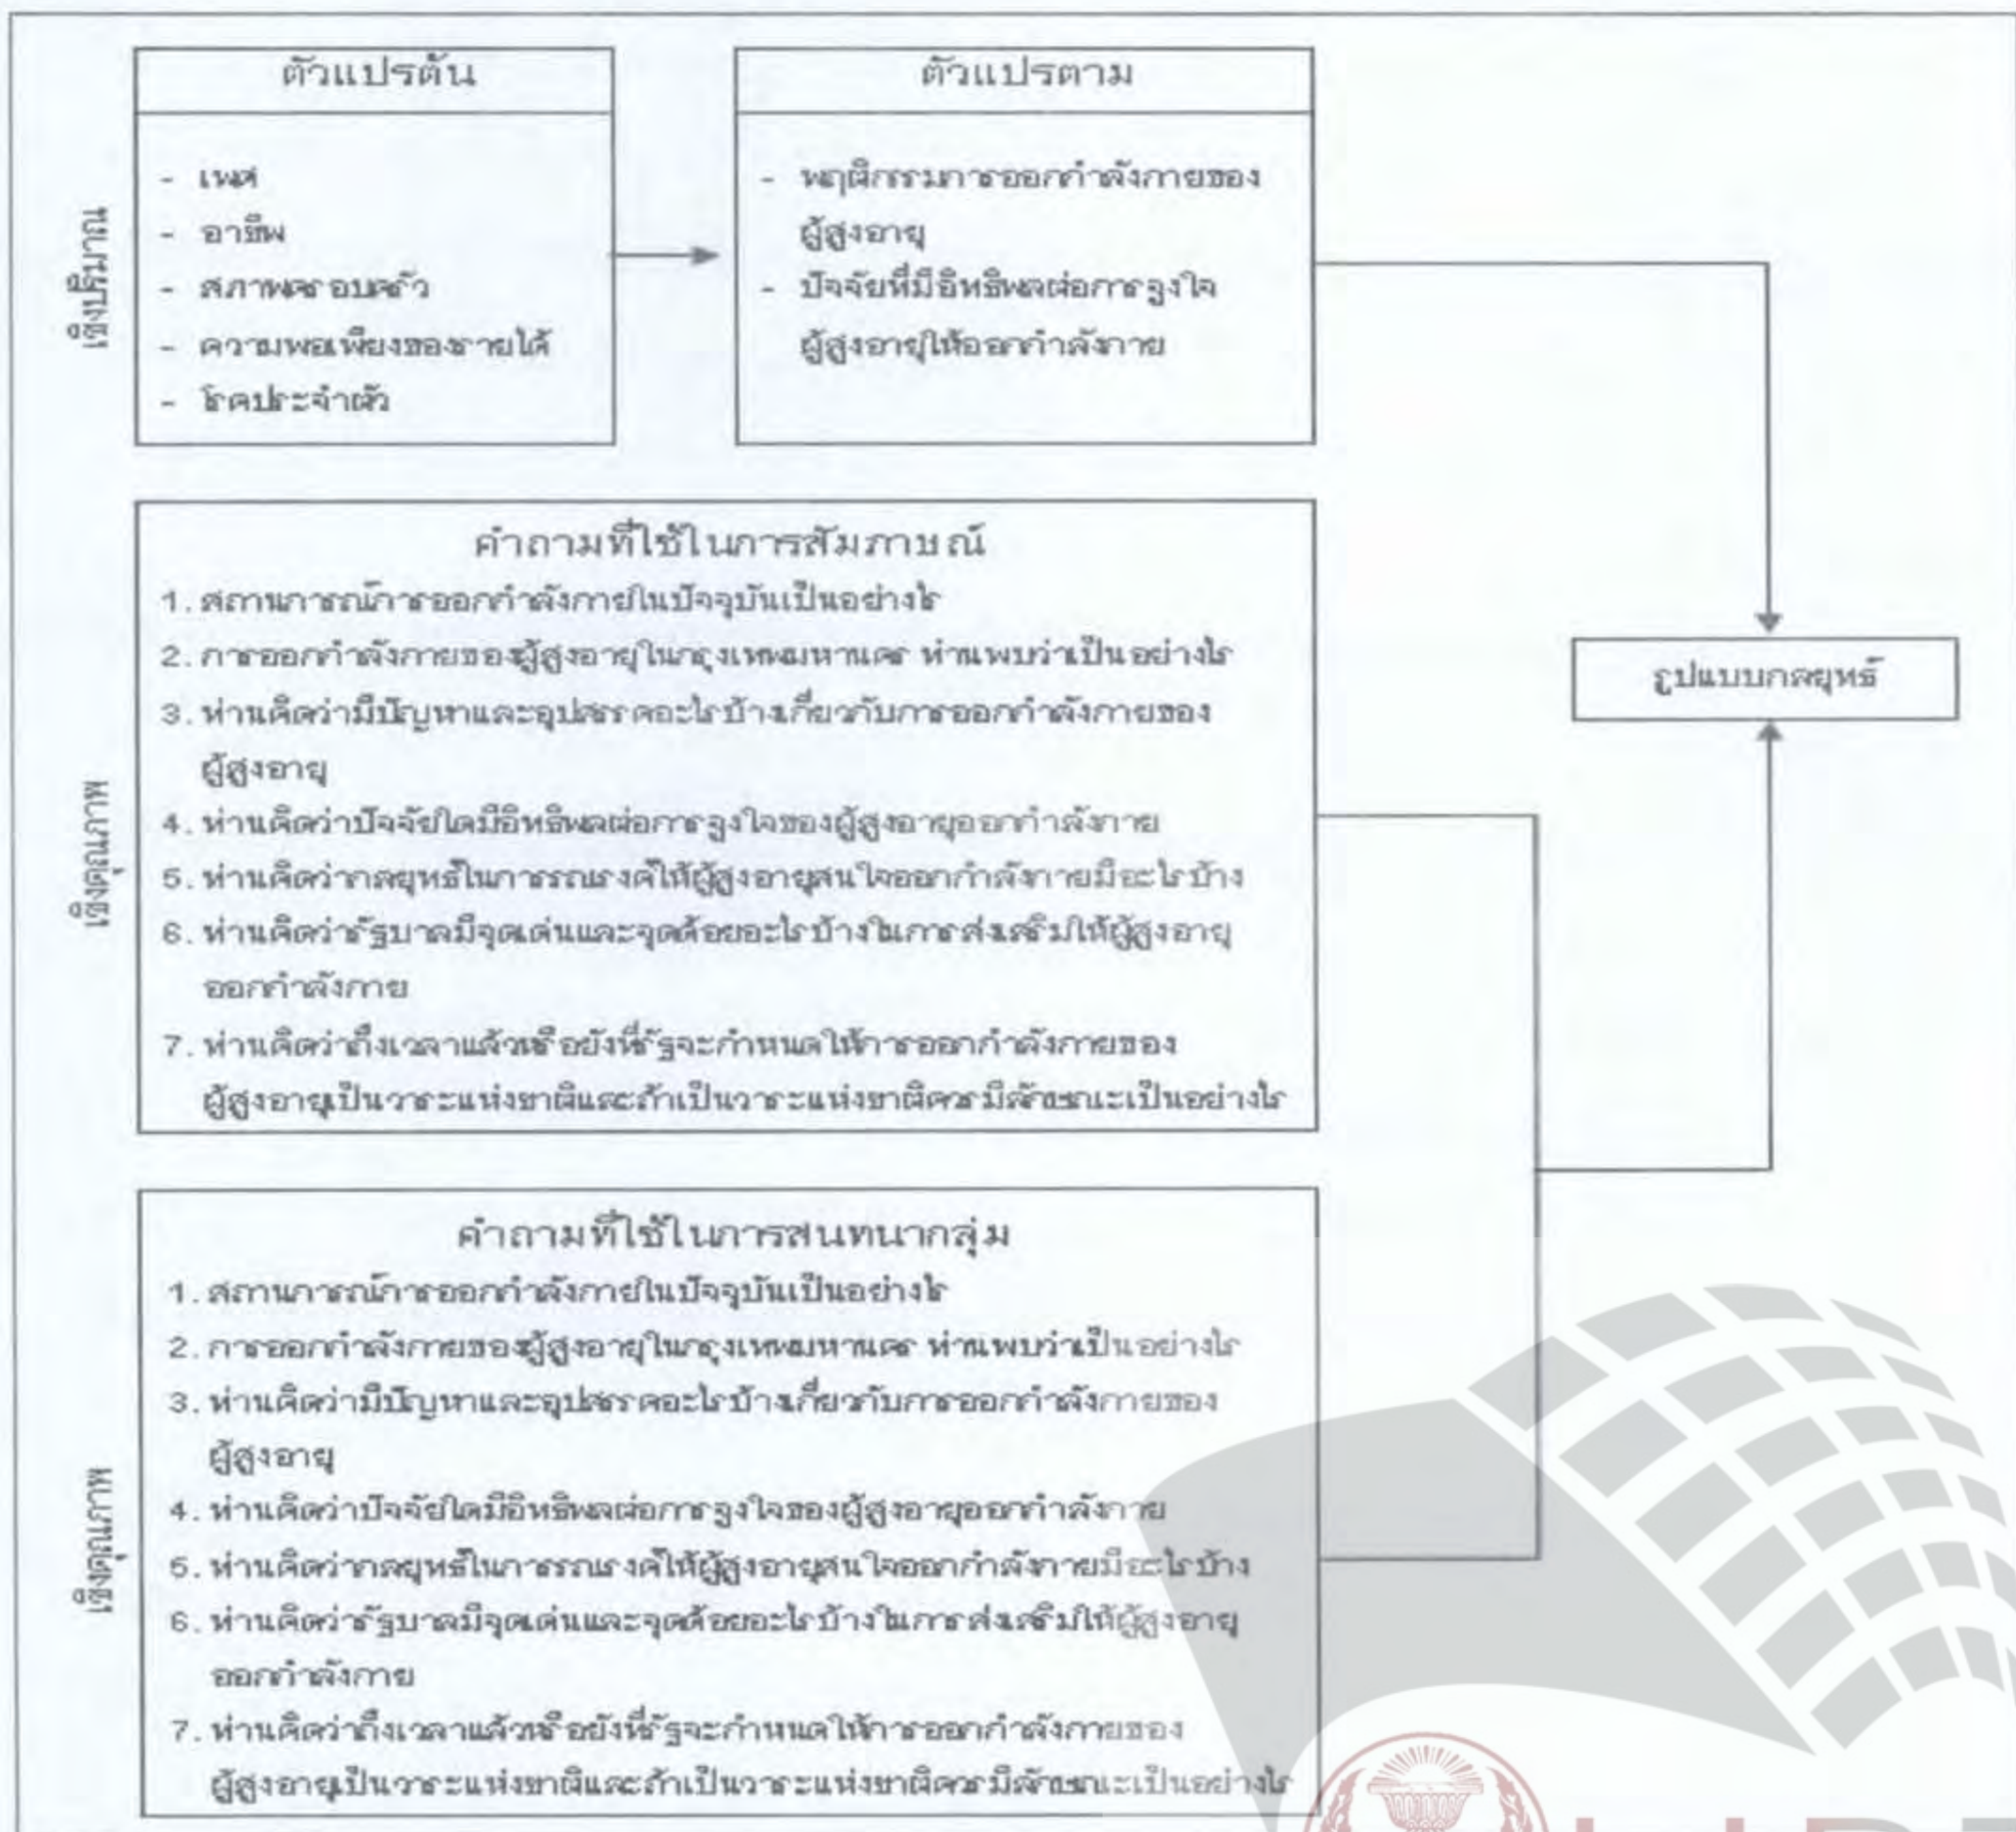 ตัวแปรต้น
ตัวแปรตาม
เชิงปริมาณ
- เพศ
- อาชีพ
- สภาพครอบครัว
- ความพอเพียงของรายได้
- โรคประจำตัว
- พฤติกรรมการออกกำลังกายของ
ผู้สูงอายุ
- ปัจจัยที่มีอิทธิพลต่อการจูงใจ
ผู้สูงอายุให้ออกกำลังกาย
รูปแบบกลยุทธ์
เชิงคุณภาพ
คำถามที่ใช้ในการสัมภาษณ์
1. สถานการณ์การออกกำลังกายในปัจจุบันเป็นอย่างไร
2. การออกกำลังกายของผู้สูงอายุในกรุงเทพมหานคร ท่านพบว่าเป็นอย่างไร
3. ท่านคิดว่ามีปัญหาและอุปสรรคอะไรบ้างเกี่ยวกับการออกกำลังกายของ
ผู้สูงอายุ
4. ท่านคิดว่าปัจจัยใดมีอิทธิพลต่อการจูงใจของผู้สูงอายุออกกำลังกาย
5. ท่านคิดว่ากลยุทธ์ในการรณรงค์ให้ผู้สูงอายุสนใจออกกำลังกายมีอะไรบ้าง
6. ท่านคิดว่ารัฐบาลมีจุดเด่นและจุดด้อยอะไรบ้างในการส่งเสริมให้ผู้สูงอายุ
ออกกำลังกาย
7. ท่านคิดว่าถึงเวลาแล้วหรือยังที่รัฐจะกำหนดให้การออกกำลังกายของ
ผู้สูงอายุเป็นวาระแห่งชาติและถ้าเป็นวาระแห่งชาติควรมีลักษณะเป็นอย่างไร
เชิงคุณภาพ
คำถามที่ใช้ในการสนทนากลุ่ม
1. สถานการณ์การออกกำลังกายในปัจจุบันเป็นอย่างไร
2. การออกกำลังกายของผู้สูงอายุในกรุงเทพมหานคร ท่านพบว่าเป็นอย่างไร
3. ท่านคิดว่ามีปัญหาและอุปสรรคอะไรบ้างเกี่ยวกับการออกกำลังกายของ
ผู้สูงอายุ
4. ท่านคิดว่าปัจจัยใดมีอิทธิพลต่อการจูงใจของผู้สูงอายุออกกำลังกาย
5. ท่านคิดว่ากลยุทธ์ในการรณรงค์ให้ผู้สูงอายุสนใจออกกำลังกายมีอะไรบ้าง
6. ท่านคิดว่ารัฐบาลมีจุดเด่นและจุดด้อยอะไรบ้างในการส่งเสริมให้ผู้สูงอายุ
ออกกำลังกาย
7. ท่านคิดว่าถึงเวลาแล้วหรือยังที่รัฐจะกำหนดให้การออกกำลังกายของ
ผู้สูงอายุเป็นวาระแห่งชาติและถ้าเป็นวาระแห่งชาติควรมีลักษณะเป็นอย่างไร